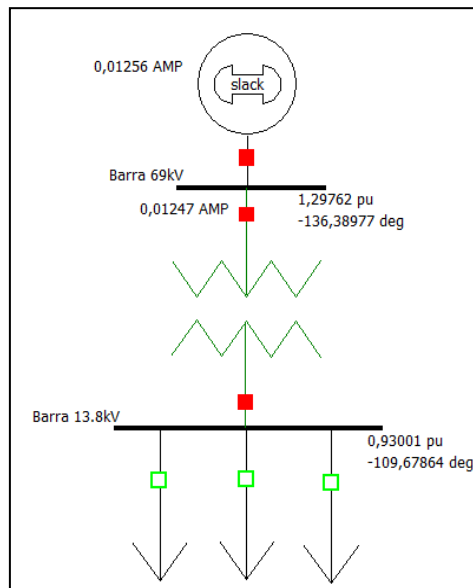 0,01256 AMP
slack
Barra 69kV
1,29762 pu
0,01247 AMP
-136,38977 deg
Barra 13.8kV
0,93001 pu
-109,67864 deg